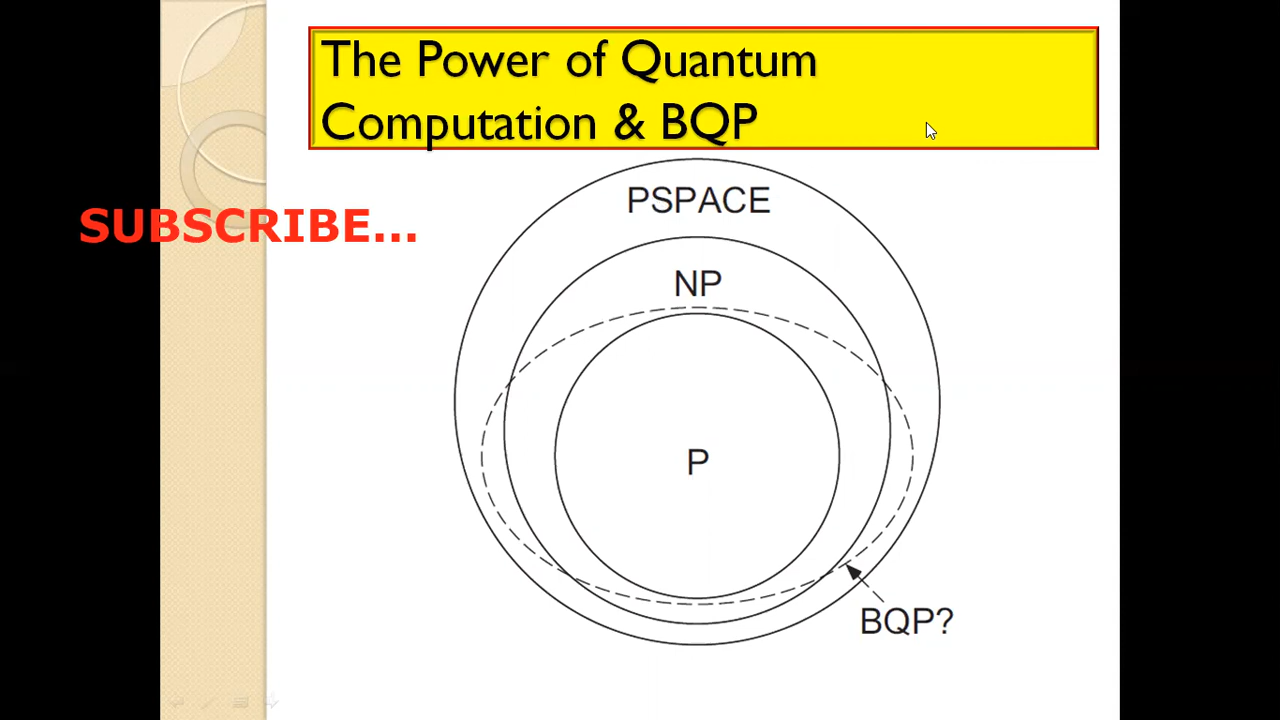 The Power of Quantum
Computation & BQP
PSPACE
SUBSCRIBE...
NP
P
BQP?